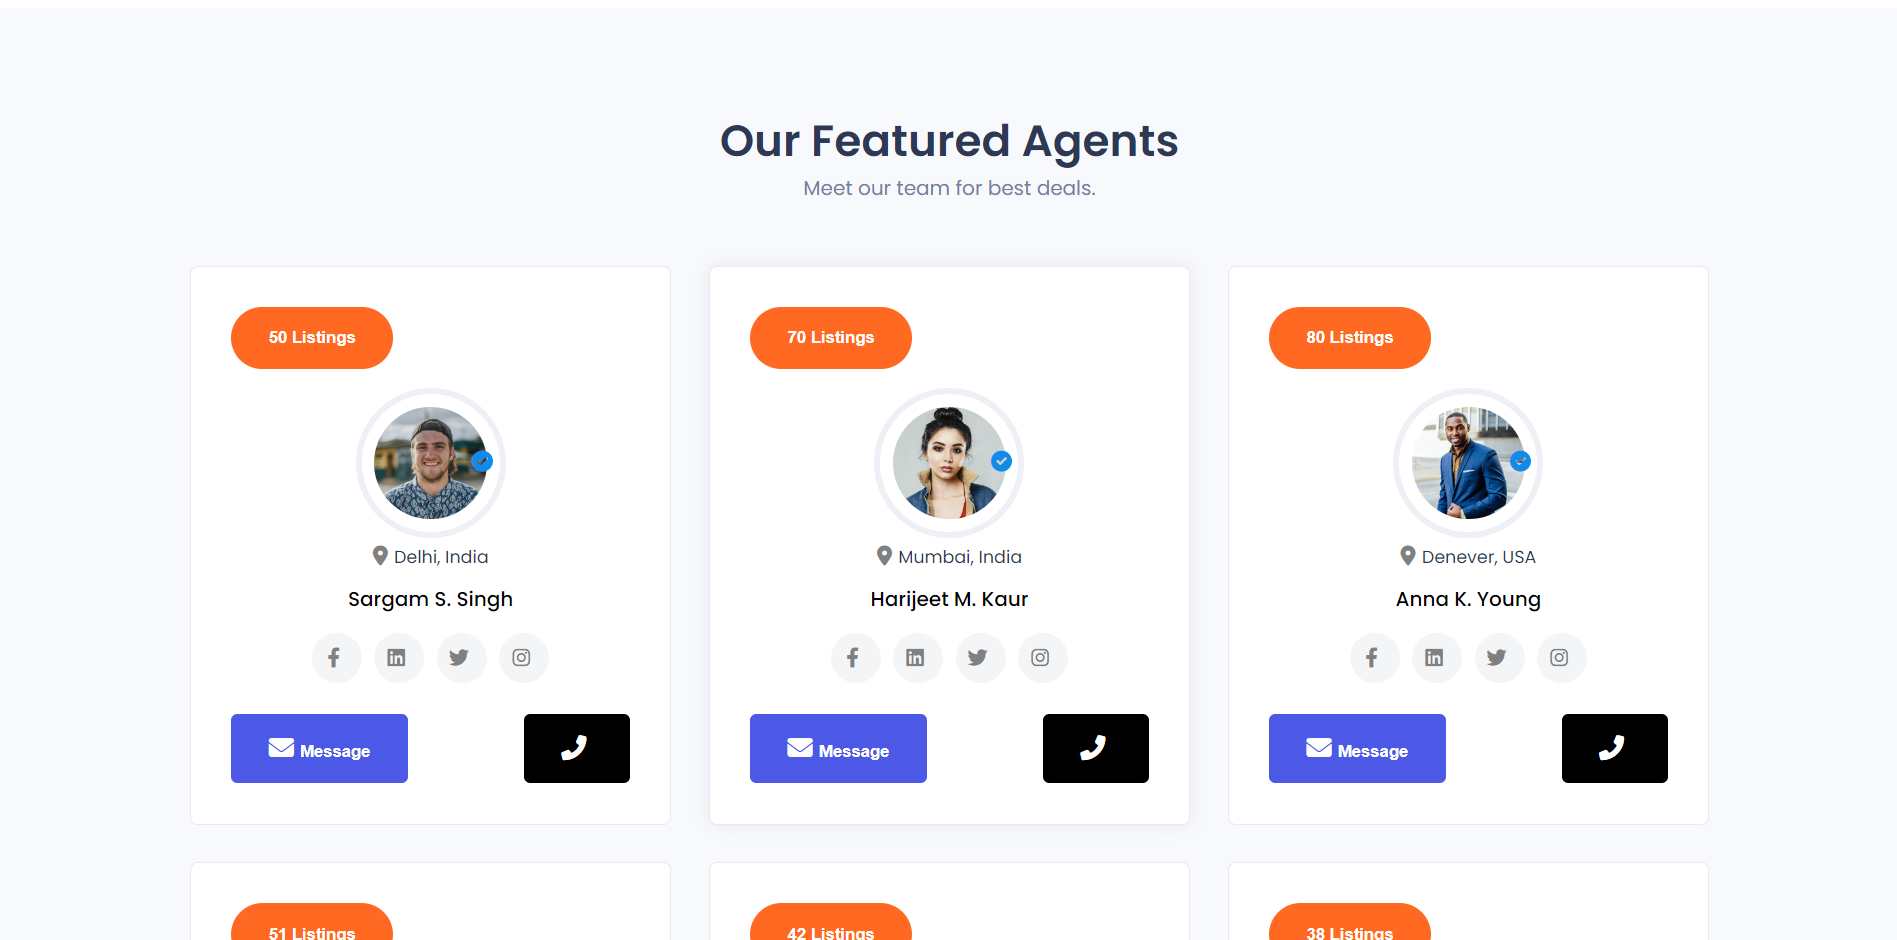 Our Featured Agents
Meet our team for best deals.
50 Listings
70 Listings
80 Listings
Delhi, India
Mumbai, India
Denever, USA
Sargam S. Singh
Harijeet M. Kaur
Anna K. Young
Message
Message
Message
51 Listings
42 Listings
38 Listings